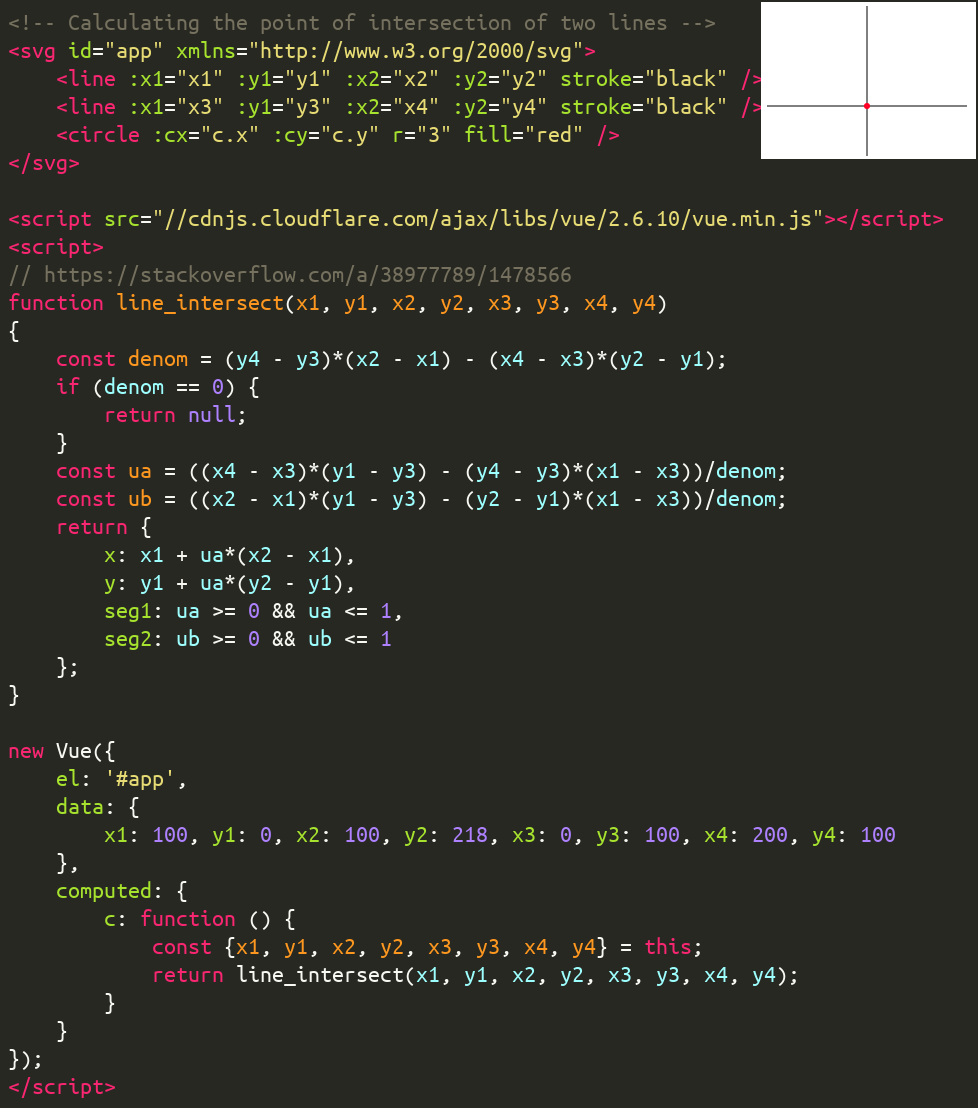 <!-- Calculating the point of intersection of two lines -->
<svg id="app" xmlns="http://www.w3.org/2000/svg">
    <line :x1="x1" :y1="y1" :x2="x2" :y2="y2" stroke="black" />
    <line :x1="x3" :y1="y3" :x2="x4" :y2="y4" stroke="black" />
    <circle :cx="c.x" :cy="c.y" r="3" fill="red" />
</svg>

<script src="//cdnjs.cloudflare.com/ajax/libs/vue/2.6.10/vue.min.js"></script>
<script>
// https://stackoverflow.com/a/38977789/1478566
function line_intersect(x1, y1, x2, y2, x3, y3, x4, y4)
{
    const denom = (y4 - y3)*(x2 - x1) - (x4 - x3)*(y2 - y1);
    if (denom == 0) {
        return null;
    }
    const ua = ((x4 - x3)*(y1 - y3) - (y4 - y3)*(x1 - x3))/denom;
    const ub = ((x2 - x1)*(y1 - y3) - (y2 - y1)*(x1 - x3))/denom;
    return {
        x: x1 + ua*(x2 - x1),
        y: y1 + ua*(y2 - y1),
        seg1: ua >= 0 && ua <= 1,
        seg2: ub >= 0 && ub <= 1
    };
}

new Vue({
    el: '#app',
    data: {
        x1: 100, y1: 0, x2: 100, y2: 218, x3: 0, y3: 100, x4: 200, y4: 100
    },
    computed: {
        c: function () {
            const {x1, y1, x2, y2, x3, y3, x4, y4} = this;
            return line_intersect(x1, y1, x2, y2, x3, y3, x4, y4);
        }
    }
});
</script>